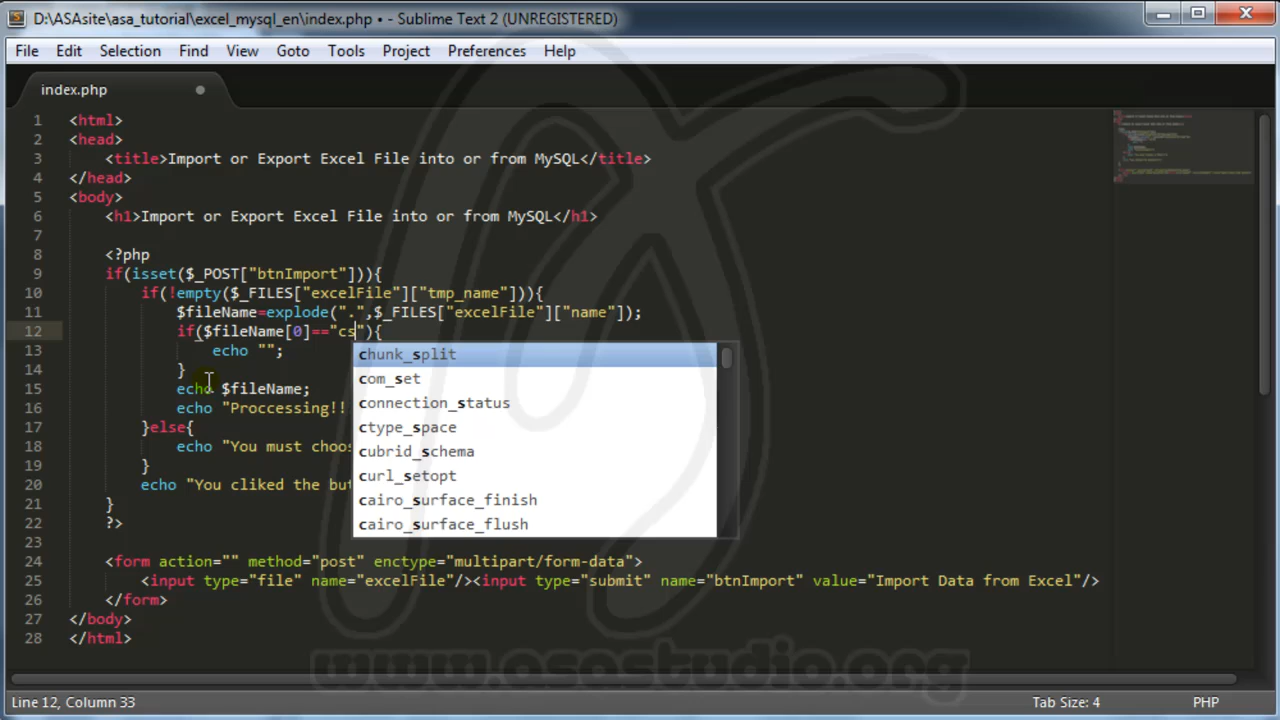 D:\ASAsite\asa_tutorial\excel_mysql_en\index.php • - Sublime Text 2 (UNREGISTERED)
File Edit Selection Find View Goto Tools Project Preferences Help
index.php
1 <html>
2 <head>
3 <title>Import or Export Excel File into or from MySQL</title>
4 </head>
5 <body>
6 <h1>Import or Export Excel File into or from MySQL</h1>
7
8 <?php
9 if(isset($_POST["btnImport"])){
10 if(!empty($_FILES["excelFile"]["tmp_name"])){
11 $fileName=explode(".",$_FILES["excelFile"]["name"]);
12 if($fileName[0]=="cs"){
13 echo "";
14 }
15 echo $fileName;
16 echo "Proccessing!!
17 }else{
18 echo "You must
19 }
20 echo "You cliked the
21 }
22 ?>
23
24 <form action="" method="post" enctype="multipart/form-data">
25 <input type="file" name="excelFile"/><input type="submit" name="btnImport" value="Import Data from Excel"/>
26 </form>
27 </body>
28 </html>
chunk_split
com_set
connection_status
ctype_space
cubrid_schema
curl_setopt
cairo_surface_finish
cairo_surface_flush
www.asastudio.org
Line 12, Column 33 Tab Size: 4 PHP